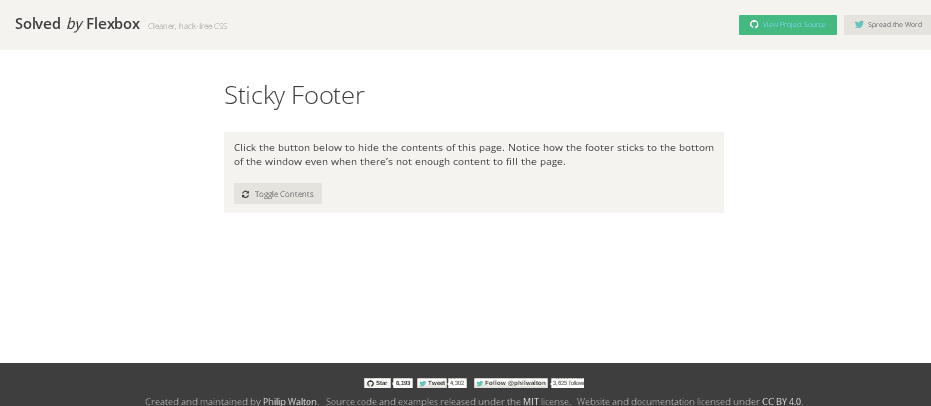 Solved by Flexbox Cleaner, hack-free CSS
View Project Source Spread the Word
Sticky Footer
Click the button below to hide the contents of this page. Notice how the footer sticks to the bottom
of the window even when there's not enough content to fill the page.
Toggle Contents
Star 8,193 Tweet 4,302 Follow @philwalton 3,625 follow
Created and maintained by Philip Walton. Source code and examples released under the MIT license. Website and documentation licensed under CC BY 4.0.